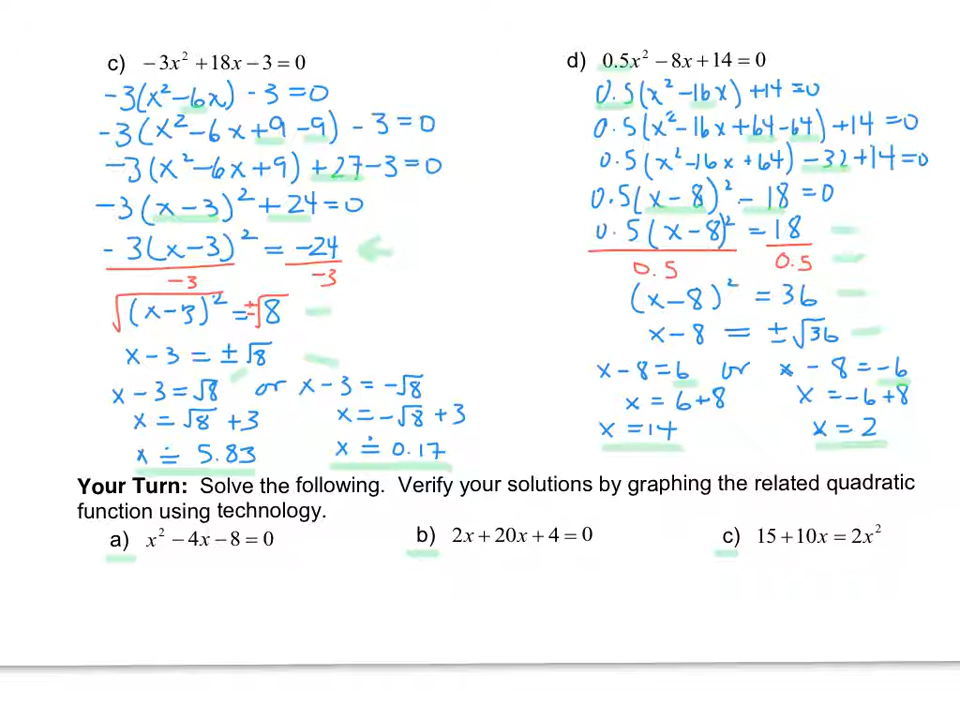 c) −3x² + 18x − 3 = 0
-3(x²-6x) - 3 = 0
-3(x²-6x+9-9) - 3 = 0
-3(x²-6x+9) +27-3 = 0
-3(x-3)² + 24 = 0
-3(x-3)² = -24
-3 -3
√(x-3)² = ±√8
x-3 = ±√8
x-3 = √8 or x-3 = -√8
x = √8 +3 x = -√8 +3
x ≐ 5.83 x ≐ 0.17
d) 0.5x² − 8x + 14 = 0
0.5(x²-16x) +14 = 0
0.5(x²-16x+64-64) +14 = 0
0.5(x²-16x+64) -32+14 = 0
0.5(x-8)² - 18 = 0
0.5(x-8)² = 18
0.5 0.5
(x-8)² = 36
x-8 = ±√36
x-8 = 6 or x-8 = -6
x = 6+8 x = -6+8
x = 14 x = 2
Your Turn: Solve the following. Verify your solutions by graphing the related quadratic
function using technology.
a) x² − 4x − 8 = 0 b) 2x + 20x + 4 = 0 c) 15 + 10x = 2x²